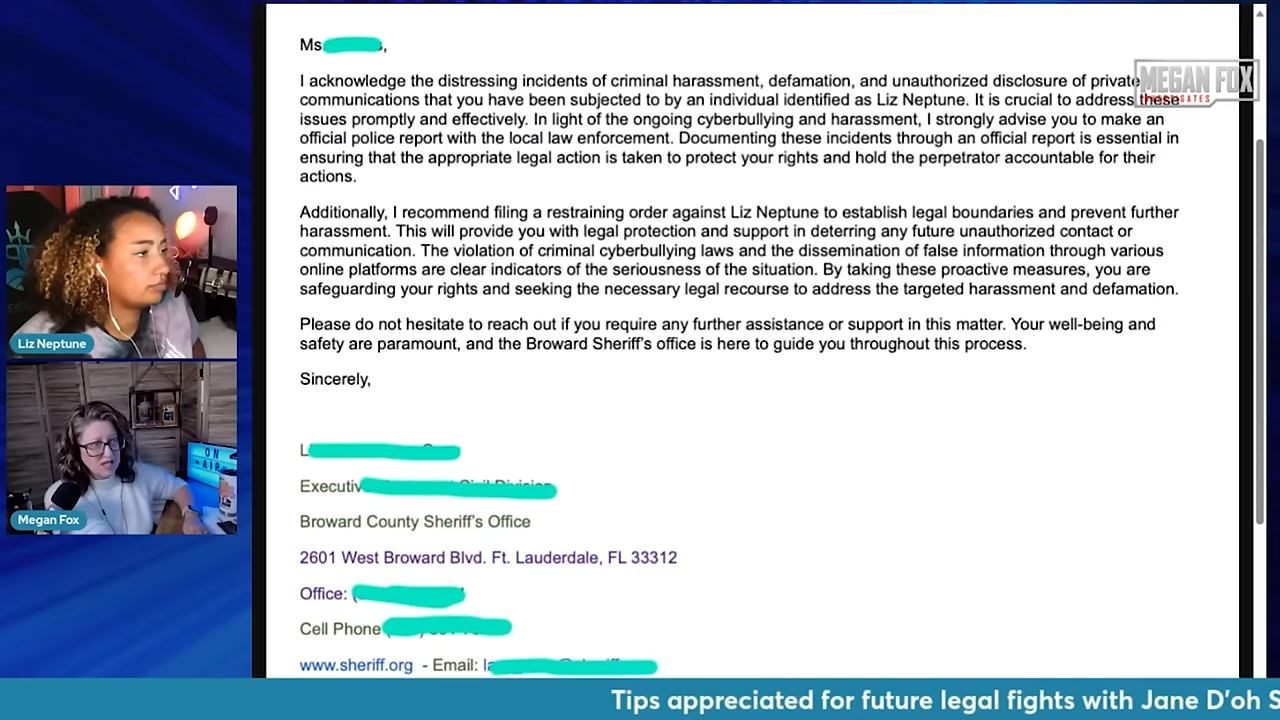 Ms
I acknowledge the distressing incidents of criminal harassment, defamation, and unauthorized disclosure of private
communications that you have been subjected to by an individual identified as Liz Neptune. It is crucial to address these
issues promptly and effectively. In light of the ongoing cyberbullying and harassment, I strongly advise you to make an
official police report with the local law enforcement. Documenting these incidents through an official report is essential in
ensuring that the appropriate legal action is taken to protect your rights and hold the perpetrator accountable for their
actions.
Additionally, I recommend filing a restraining order against Liz Neptune to establish legal boundaries and prevent further
harassment. This will provide you with legal protection and support in deterring any future unauthorized contact or
communication. The violation of criminal cyberbullying laws and the dissemination of false information through various
online platforms are clear indicators of the seriousness of the situation. By taking these proactive measures, you are
safeguarding your rights and seeking the necessary legal recourse to address the targeted harassment and defamation.
Please do not hesitate to reach out if you require any further assistance or support in this matter. Your well-being and
safety are paramount, and the Broward Sheriff's office is here to guide you throughout this process.
Sincerely,
Broward County Sheriff's Office
2601 West Broward Blvd. Ft. Lauderdale, FL 33312
Office:
Cell Phone
www.sheriff.org - Email:
MEGAN FOX
INVESTIGATES
Liz Neptune
ON
AIR
Megan Fox
Tips appreciated for future legal fights with Jane D'oh S